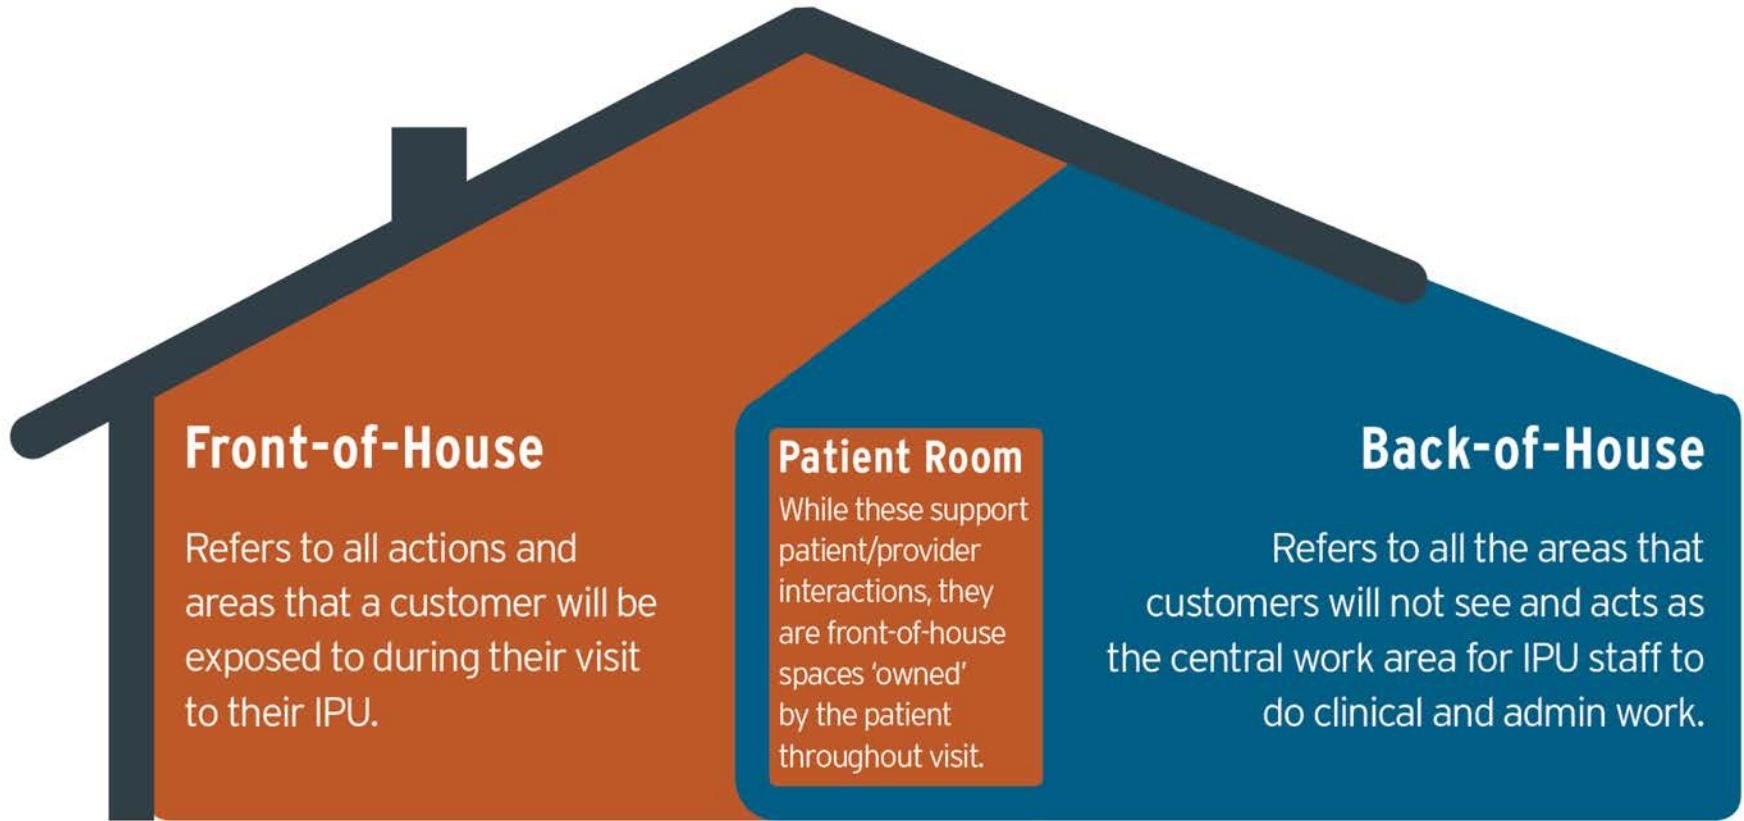 Front-of-House
Refers to all actions and
areas that a customer will be
exposed to during their visit
to their IPU.
Patient Room
While these support
patient/provider
interactions, they
are front-of-house
spaces ‘owned’
by the patient
throughout visit.
Back-of-House
Refers to all the areas that
customers will not see and acts as
the central work area for IPU staff to
do clinical and admin work.